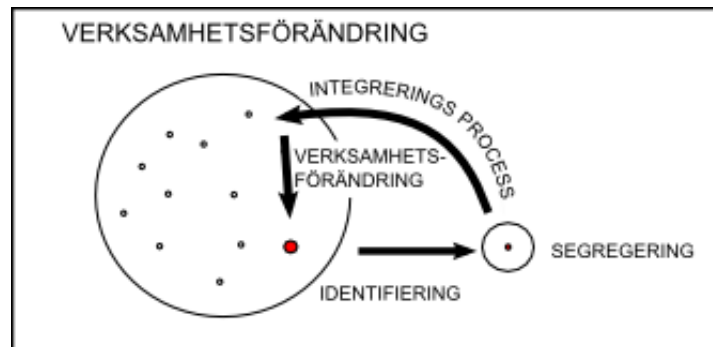 VERKSAMHETSFÖRÄNDRING
INTEGRERINGS PROCESS
VERKSAMHETS-
FÖRÄNDRING
SEGREGERING
IDENTIFIERING